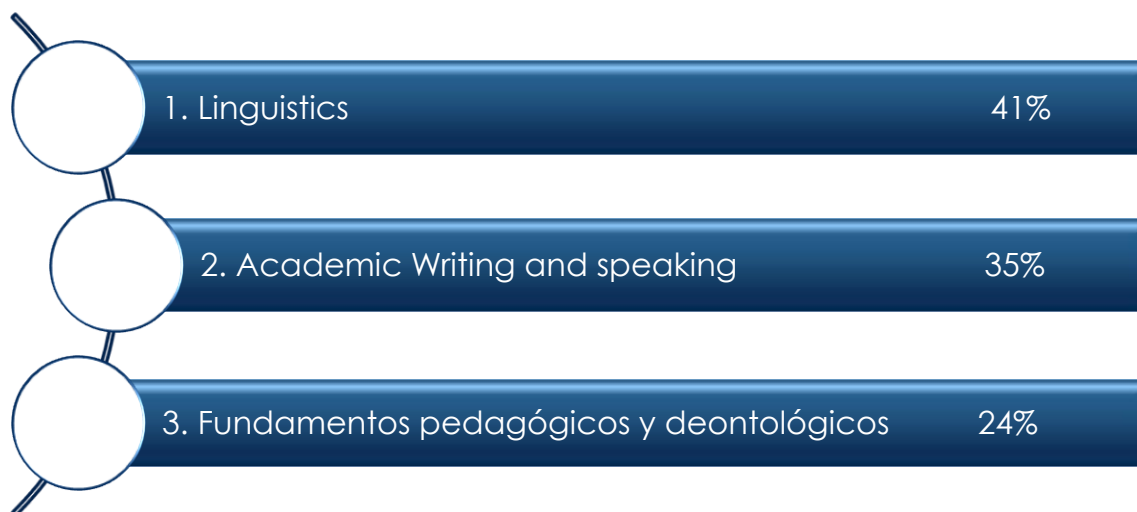 1. Linguistics 41%
2. Academic Writing and speaking 35%
3. Fundamentos pedagógicos y deontológicos 24%